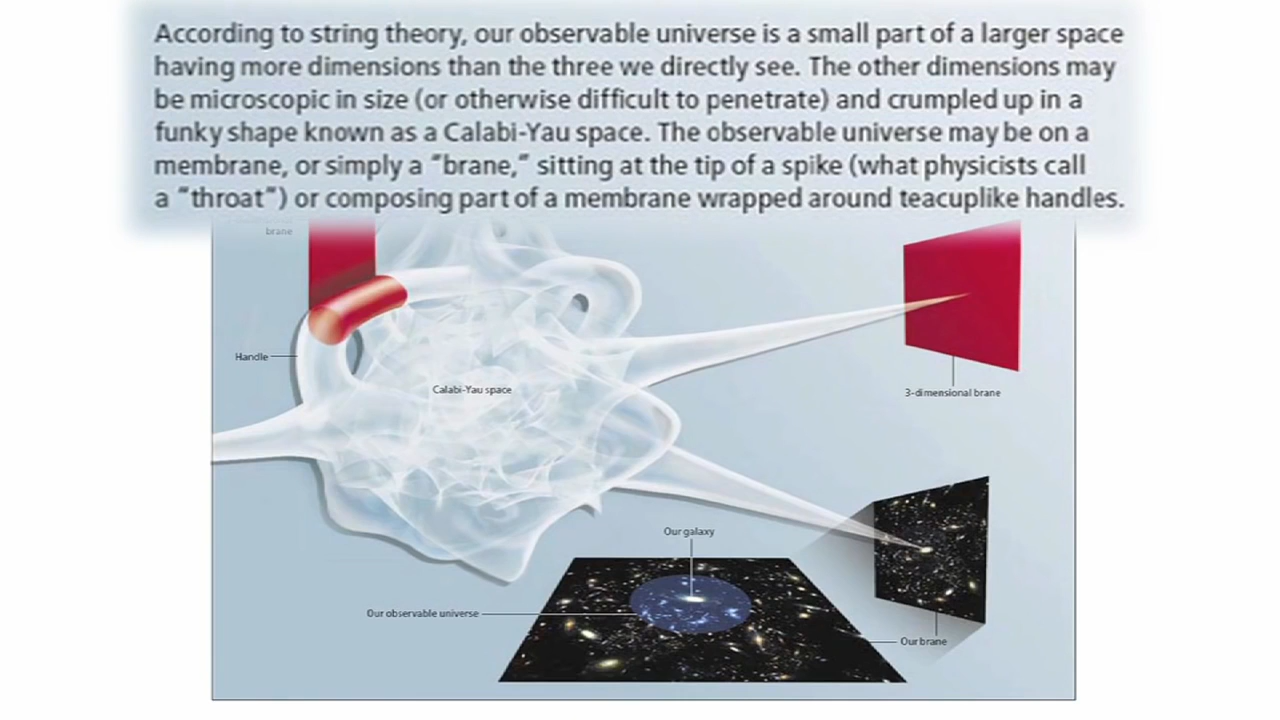 According to string theory, our observable universe is a small part of a larger space
having more dimensions than the three we directly see. The other dimensions may
be microscopic in size (or otherwise difficult to penetrate) and crumpled up in a
funky shape known as a Calabi-Yau space. The observable universe may be on a
membrane, or simply a “brane,” sitting at the tip of a spike (what physicists call
a “throat”) or composing part of a membrane wrapped around teacuplike handles.
brane
Handle
Calabi-Yau space
3-dimensional brane
Our galaxy
Our observable universe
Our brane